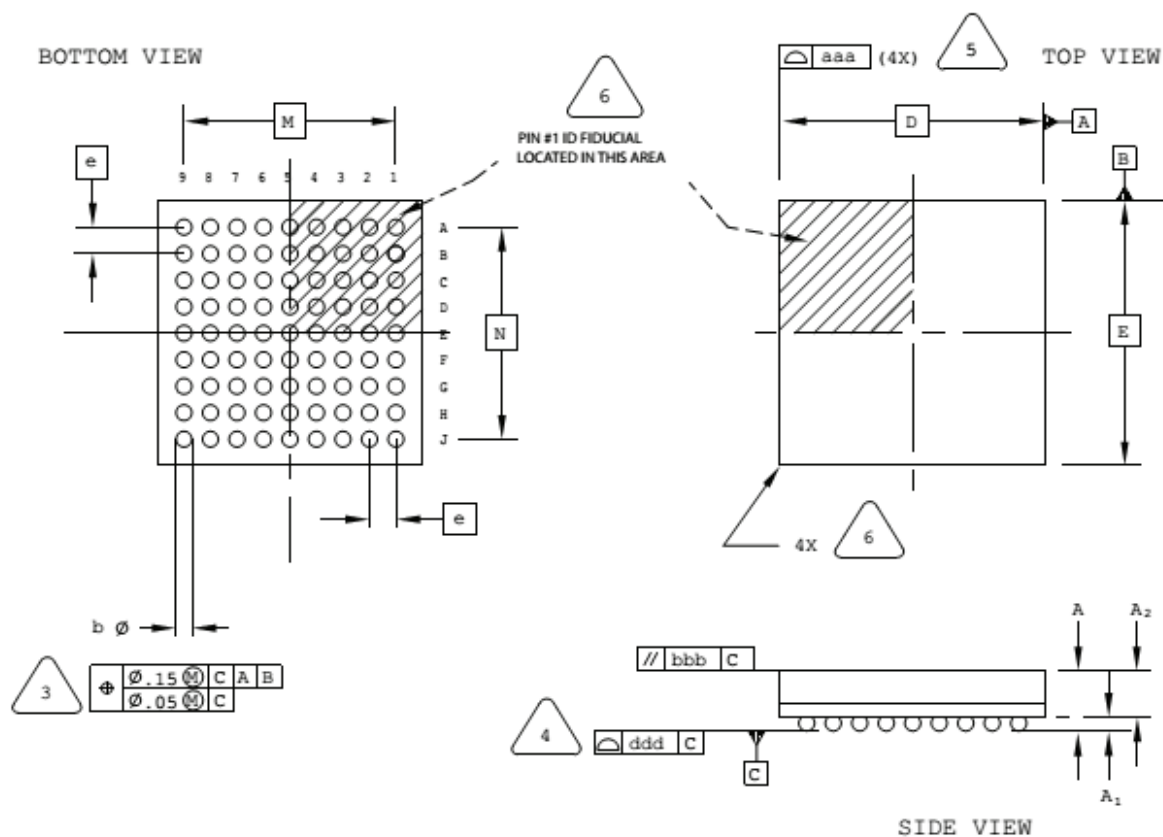 BOTTOM VIEW
aaa (4X) 5 TOP VIEW
6
M
D
A
PIN #1 ID FIDUCIAL
LOCATED IN THIS AREA
e
B
9 8 7 6 5 4 3 2 1
A
B
C
D
E
F
G
H
J
N
E
e
4X 6
b Ø
A A₂
// bbb C
3
⌖ Ø.15 Ⓜ C A B
Ø.05 Ⓜ C
4
ddd C
C
A₁
SIDE VIEW